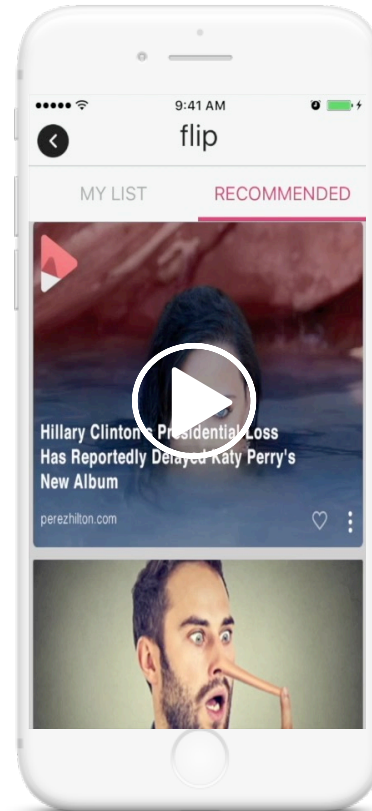 9:41 AM
flip
MY LIST RECOMMENDED
Hillary Clinton's Presidential Loss
Has Reportedly Delayed Katy Perry's
New Album
perezhilton.com